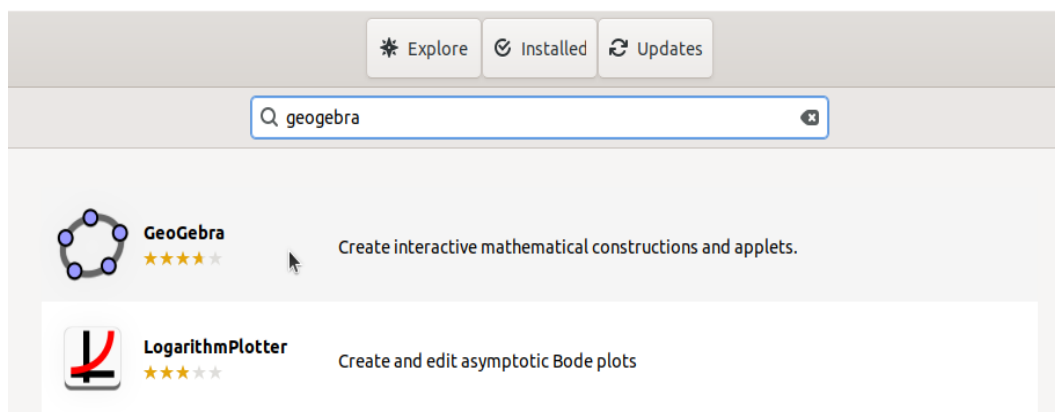 Explore Installed Updates
geogebra
GeoGebra
Create interactive mathematical constructions and applets.
LogarithmPlotter
Create and edit asymptotic Bode plots